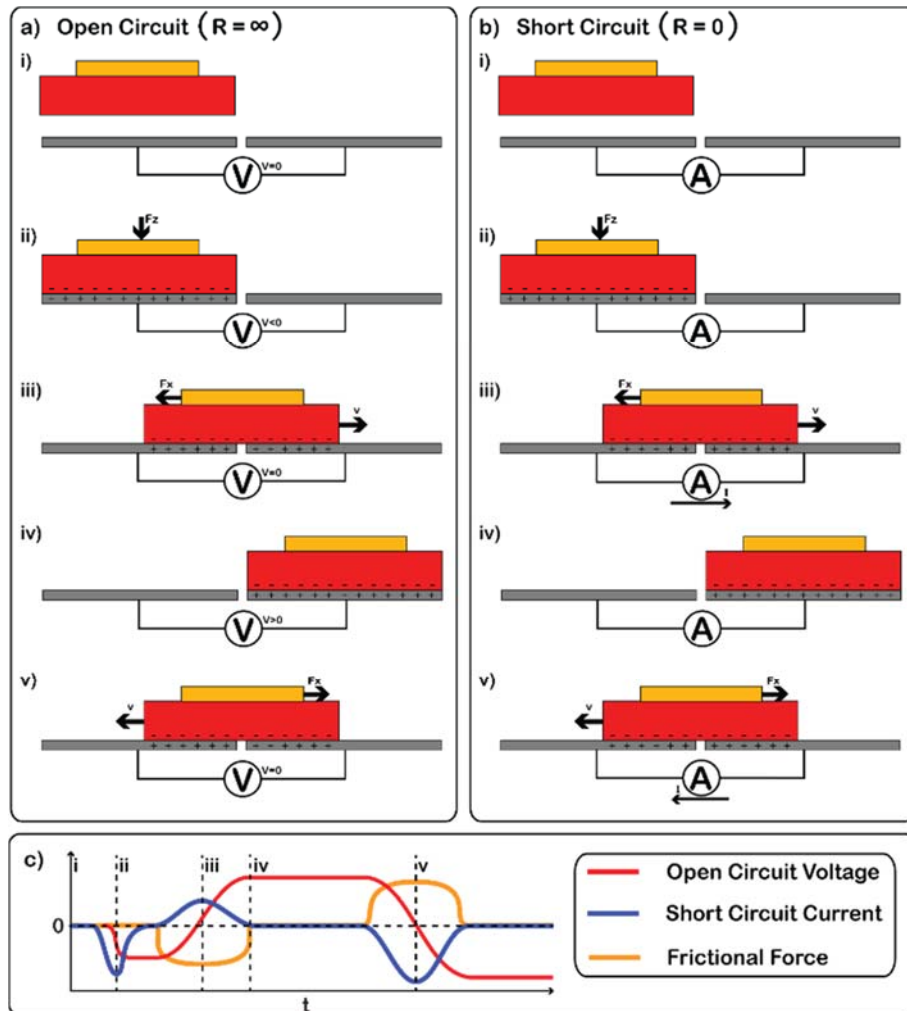 a) Open Circuit ( R = ∞ )
i)
V
V=0
ii)
Fz
- - - - - - - - - - -
- + + + + + - + + + + +
V
V<0
iii)
Fx
v
- - - - - - - - - - -
+ - + + + + - - + + + +
V
V=0
iv)
- - - - - - - - - - -
+ + + + + - + + + + +
V
V>0
v)
Fx
v
+ + - + + + - - + + + +
V
V=0
b) Short Circuit ( R = 0 )
i)
A
ii)
Fz
A
iii)
Fx
v
A
I
iv)
A
v)
Fx
v
A
I
c)
i ii iii iv v
0
t
Open Circuit Voltage
Short Circuit Current
Frictional Force